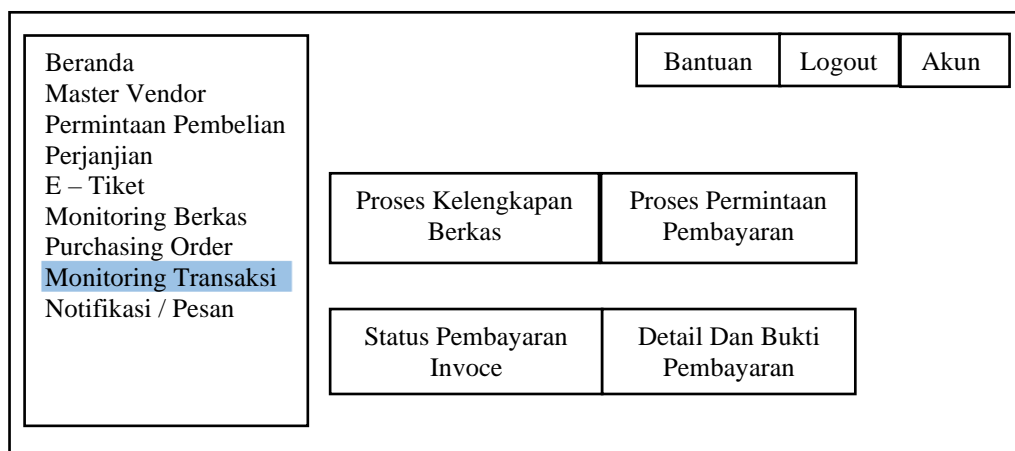 Beranda
Master Vendor
Permintaan Pembelian
Perjanjian
E – Tiket
Monitoring Berkas
Purchasing Order
Monitoring Transaksi
Notifikasi / Pesan
Bantuan
Logout
Akun
Proses Kelengkapan
Berkas
Proses Permintaan
Pembayaran
Status Pembayaran
Invoce
Detail Dan Bukti
Pembayaran